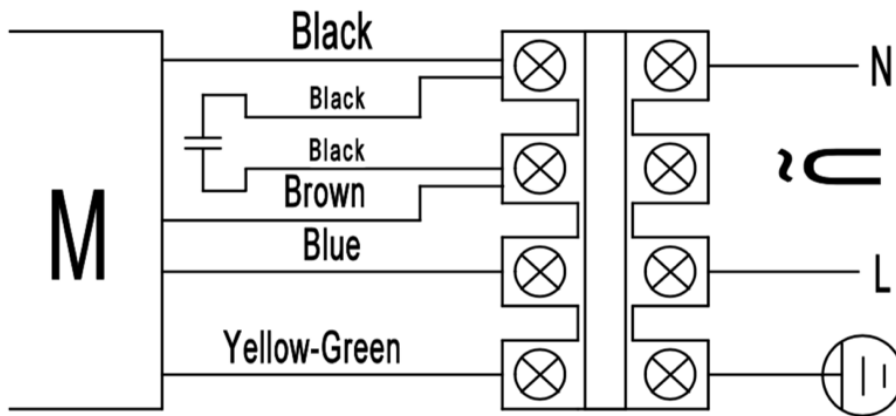 Black
N
Black
Black
~ U
Brown
M
Blue
L
Yellow-Green